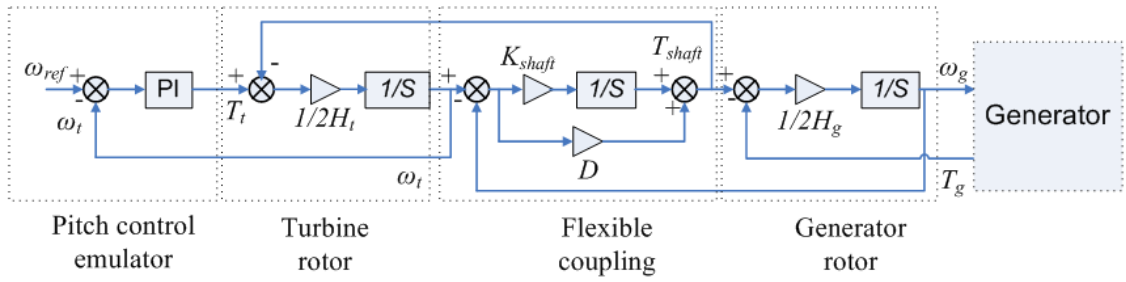 ω_ref
+
-
ω_t
PI
T_t
+
-
1/2H_t
1/S
ω_t
+
-
K_shaft
1/S
D
+
+
T_shaft
+
-
1/2H_g
1/S
ω_g
T_g
Generator
Pitch control
emulator
Turbine
rotor
Flexible
coupling
Generator
rotor